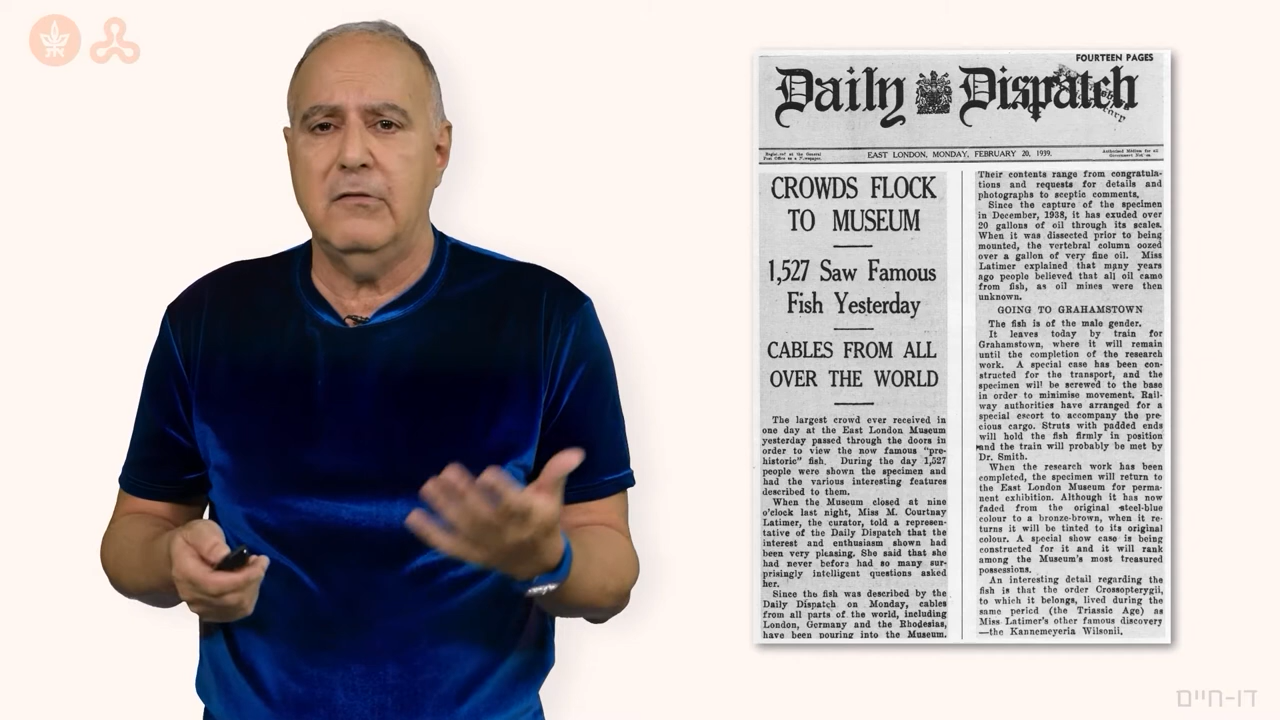 FOURTEEN PAGES
Daily Dispatch
EAST LONDON, MONDAY, FEBRUARY 20, 1939.
CROWDS FLOCK
TO MUSEUM
1,527 Saw Famous
Fish Yesterday
CABLES FROM ALL
OVER THE WORLD
The largest crowd ever received in
one day at the East London Museum
yesterday passed through the doors in
order to view the now famous "pre-
historic" fish. During the day 1,527
people were shown the specimen and
had the various interesting features
described to them.
When the Museum closed at nine
o'clock last night, Miss M. Courtnay
Latimer, the curator, told a represen-
tative of the Daily Dispatch that the
interest and enthusiasm shown had
been very pleasing. She said that she
had never before had so many sur-
prisingly intelligent questions asked
her.
Since the fish was described by the
Daily Dispatch on Monday, cables
from all parts of the world, including
London, Germany and the Rhodesias,
have been pouring into the Museum.
Their contents range from congratula-
tions and requests for details and
photographs to sceptic comments.
Since the capture of the specimen
in December, 1938, it has exuded over
20 gallons of oil through its scales.
When it was dissected prior to being
mounted, the vertebral column oozed
over a gallon of very fine oil. Miss
Latimer explained that many years
ago people believed that all oil came
from fish, as oil mines were then
unknown.
GOING TO GRAHAMSTOWN
The fish is of the male gender.
It leaves today by train for
Grahamstown, where it will remain
until the completion of the research
work. A special case has been con-
structed for the transport, and the
specimen will be screwed to the base
in order to minimise movement. Rail-
way authorities have arranged for a
special escort to accompany the pre-
cious cargo. Struts with padded ends
will hold the fish firmly in position
and the train will probably be met by
Dr. Smith.
When the research work has been
completed, the specimen will return to
the East London Museum for perma-
nent exhibition. Although it has now
faded from the original steel-blue
colour to a bronze-brown, when it re-
turns it will be tinted to its original
colour. A special show case is being
constructed for it and it will rank
among the Museum's most treasured
possessions.
An interesting detail regarding the
fish is that the order Crossopterygii,
to which it belongs, lived during the
same period (the Triassic Age) as
Miss Latimer's other famous discovery
—the Kannemeyeria Wilsonii.
דו-חיים